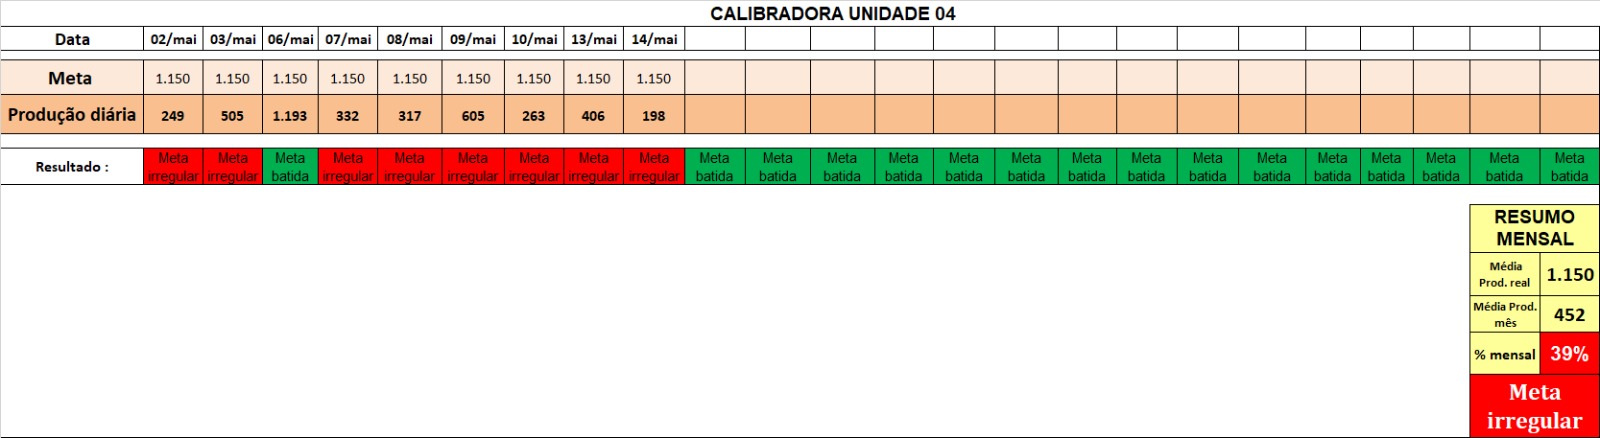 CALIBRADORA UNIDADE 04
Data 02/mai 03/mai 06/mai 07/mai 08/mai 09/mai 10/mai 13/mai 14/mai
Meta 1.150 1.150 1.150 1.150 1.150 1.150 1.150 1.150 1.150
Produção diária 249 505 1.193 332 317 605 263 406 198
Resultado :
Meta Meta Meta Meta Meta Meta Meta Meta Meta Meta Meta Meta Meta Meta Meta Meta Meta Meta Meta Meta Meta Meta Meta Meta
irregular irregular batida irregular irregular irregular irregular irregular irregular batida batida batida batida batida batida batida batida batida batida batida batida batida batida batida
RESUMO
MENSAL
Média
Prod. real 1.150
Média Prod.
mês 452
% mensal 39%
Meta
irregular